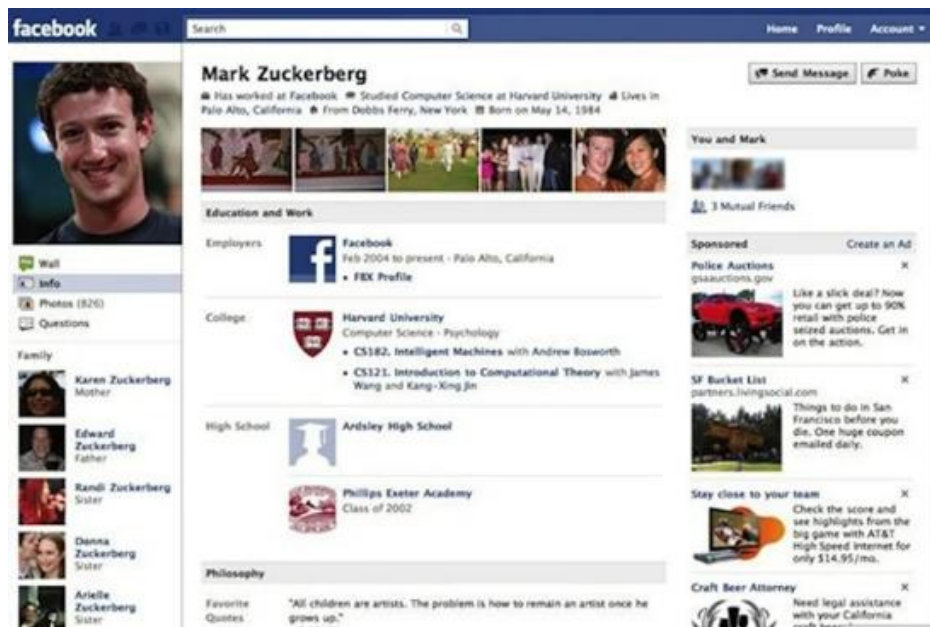 facebook
Search
Home Profile Account
Mark Zuckerberg
Has worked at Facebook Studied Computer Science at Harvard University Lives in
Palo Alto, California From Dobbs Ferry, New York Born on May 14, 1984
Send Message
Poke
Wall
Info
Photos (826)
Questions
Family
Karen Zuckerberg
Mother
Edward
Zuckerberg
Father
Randi Zuckerberg
Sister
Donna
Zuckerberg
Sister
Arielle
Zuckerberg
Sister
Education and Work
Employers
Facebook
Feb 2004 to present - Palo Alto, California
• FBX Profile
College
Harvard University
Computer Science - Psychology
• CS182. Intelligent Machines with Andrew Bosworth
• CS121. Introduction to Computational Theory with James
Wang and Kang-Xing Jin
High School
Ardsley High School
Phillips Exeter Academy
Class of 2002
Philosophy
Favorite
Quotes
"All children are artists. The problem is how to remain an artist once he
grows up."
You and Mark
3 Mutual Friends
Sponsored
Create an Ad
Police Auctions
gsaauctions.gov
Like a slick deal? Now
you can get up to 90%
retail with police
seized auctions. Get in
on the action.
SF Bucket List
partners.livingsocial.com
Things to do in San
Francisco before you
die. One huge coupon
emailed daily.
Stay close to your team
Check the score and
see highlights from the
big game with AT&T
High Speed Internet for
only $14.95/mo.
Craft Beer Attorney
Need legal assistance
with your California